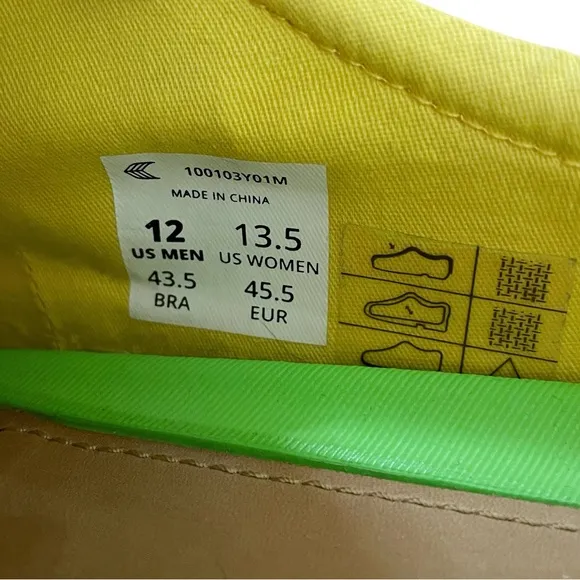 100103Y01M
MADE IN CHINA
12 13.5
US MEN US WOMEN
43.5 45.5
BRA EUR